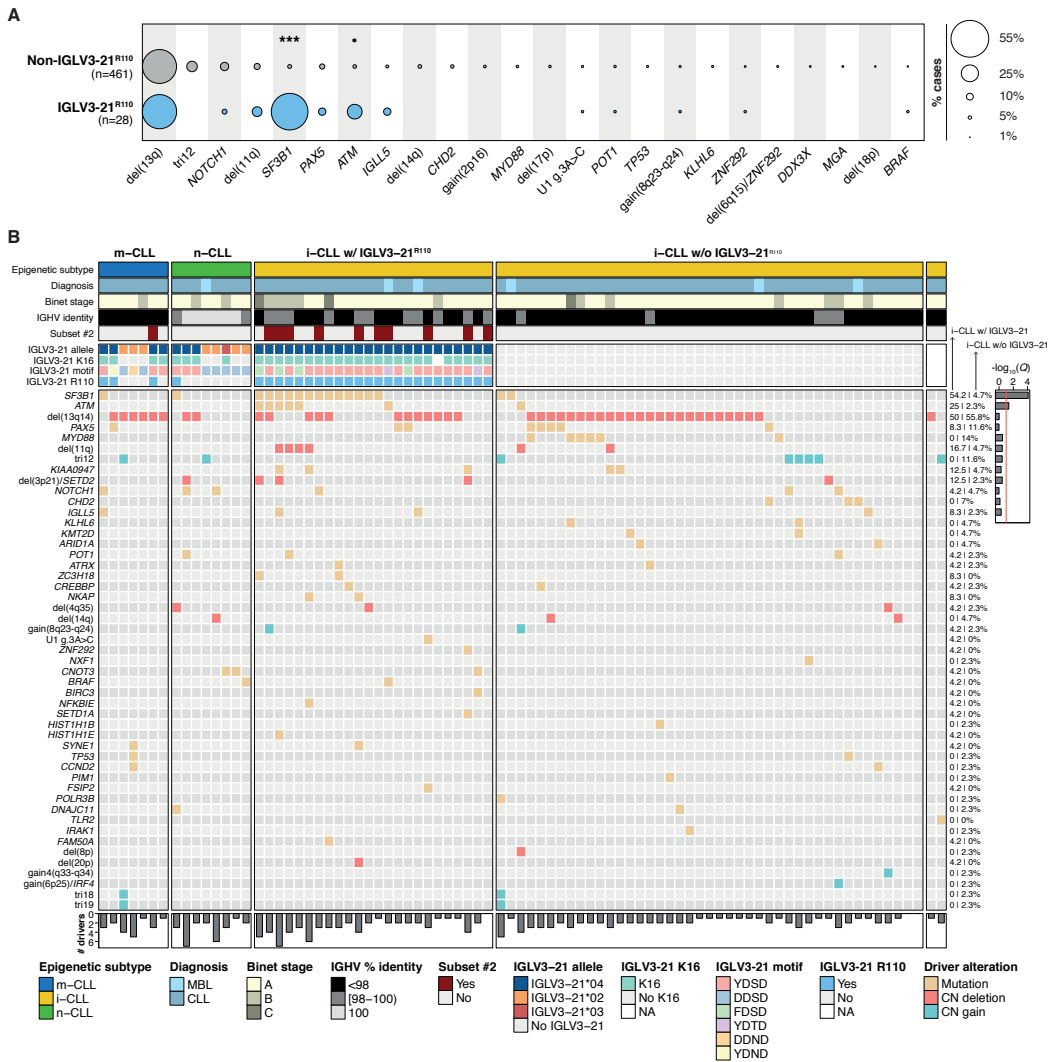 A
***
•
Non-IGLV3-21R110
(n=461)
IGLV3-21R110
(n=28)
% cases
55%
25%
10%
5%
1%
del(13q)
tri12
NOTCH1
del(11q)
SF3B1
PAX5
ATM
IGLL5
del(14q)
CHD2
gain(2p16)
MYD88
del(17p)
U1 g.3A>C
POT1
TP53
gain(8q23-q24)
KLHL6
ZNF292
del(6q15)/ZNF292
DDX3X
MGA
del(18p)
BRAF
B
m-CLL n-CLL i-CLL w/ IGLV3-21R110 i-CLL w/o IGLV3-21R110
Epigenetic subtype
Diagnosis
Binet stage
IGHV identity
Subset #2
i-CLL w/ IGLV3-21
i-CLL w/o IGLV3-21
IGLV3-21 allele
IGLV3-21 K16
IGLV3-21 motif
IGLV3-21 R110
-log10(Q)
0 2 4
SF3B1 54.2 | 4.7%
ATM 25 | 2.3%
del(13q14) 50 | 55.8%
PAX5 8.3 | 11.6%
MYD88 0 | 14%
del(11q) 16.7 | 4.7%
tri12 0 | 11.6%
KIAA0947 12.5 | 4.7%
del(3p21)/SETD2 12.5 | 2.3%
NOTCH1 4.2 | 4.7%
CHD2 0 | 7%
IGLL5 8.3 | 2.3%
KLHL6 0 | 4.7%
KMT2D 0 | 4.7%
ARID1A 0 | 4.7%
POT1 4.2 | 2.3%
ATRX 4.2 | 2.3%
ZC3H18 8.3 | 0%
CREBBP 4.2 | 2.3%
NKAP 8.3 | 0%
del(4q35) 4.2 | 2.3%
del(14q) 0 | 4.7%
gain(8q23-q24) 4.2 | 2.3%
U1 g.3A>C 4.2 | 0%
ZNF292 4.2 | 0%
NXF1 0 | 2.3%
CNOT3 4.2 | 0%
BRAF 4.2 | 0%
BIRC3 4.2 | 0%
NFKBIE 4.2 | 0%
SETD1A 4.2 | 0%
HIST1H1B 0 | 2.3%
HIST1H1E 4.2 | 0%
SYNE1 4.2 | 0%
TP53 0 | 2.3%
CCND2 0 | 2.3%
PIM1 0 | 2.3%
FSIP2 4.2 | 0%
POLR3B 0 | 2.3%
DNAJC11 0 | 2.3%
TLR2 0 | 0%
IRAK1 0 | 2.3%
FAM50A 4.2 | 0%
del(8p) 0 | 2.3%
del(20p) 4.2 | 0%
gain4(q33-q34) 0 | 2.3%
gain(6p25)/IRF4 0 | 2.3%
tri18 0 | 2.3%
tri19 0 | 2.3%
# drivers
0
2
4
6
Epigenetic subtype
m-CLL
i-CLL
n-CLL
Diagnosis
MBL
CLL
Binet stage
A
B
C
IGHV % identity
<98
[98-100)
100
Subset #2
Yes
No
IGLV3-21 allele
IGLV3-21*04
IGLV3-21*02
IGLV3-21*03
No IGLV3-21
IGLV3-21 K16
K16
No K16
NA
IGLV3-21 motif
YDSD
DDSD
FDSD
YDTD
DDND
YDND
IGLV3-21 R110
Yes
No
NA
Driver alteration
Mutation
CN deletion
CN gain